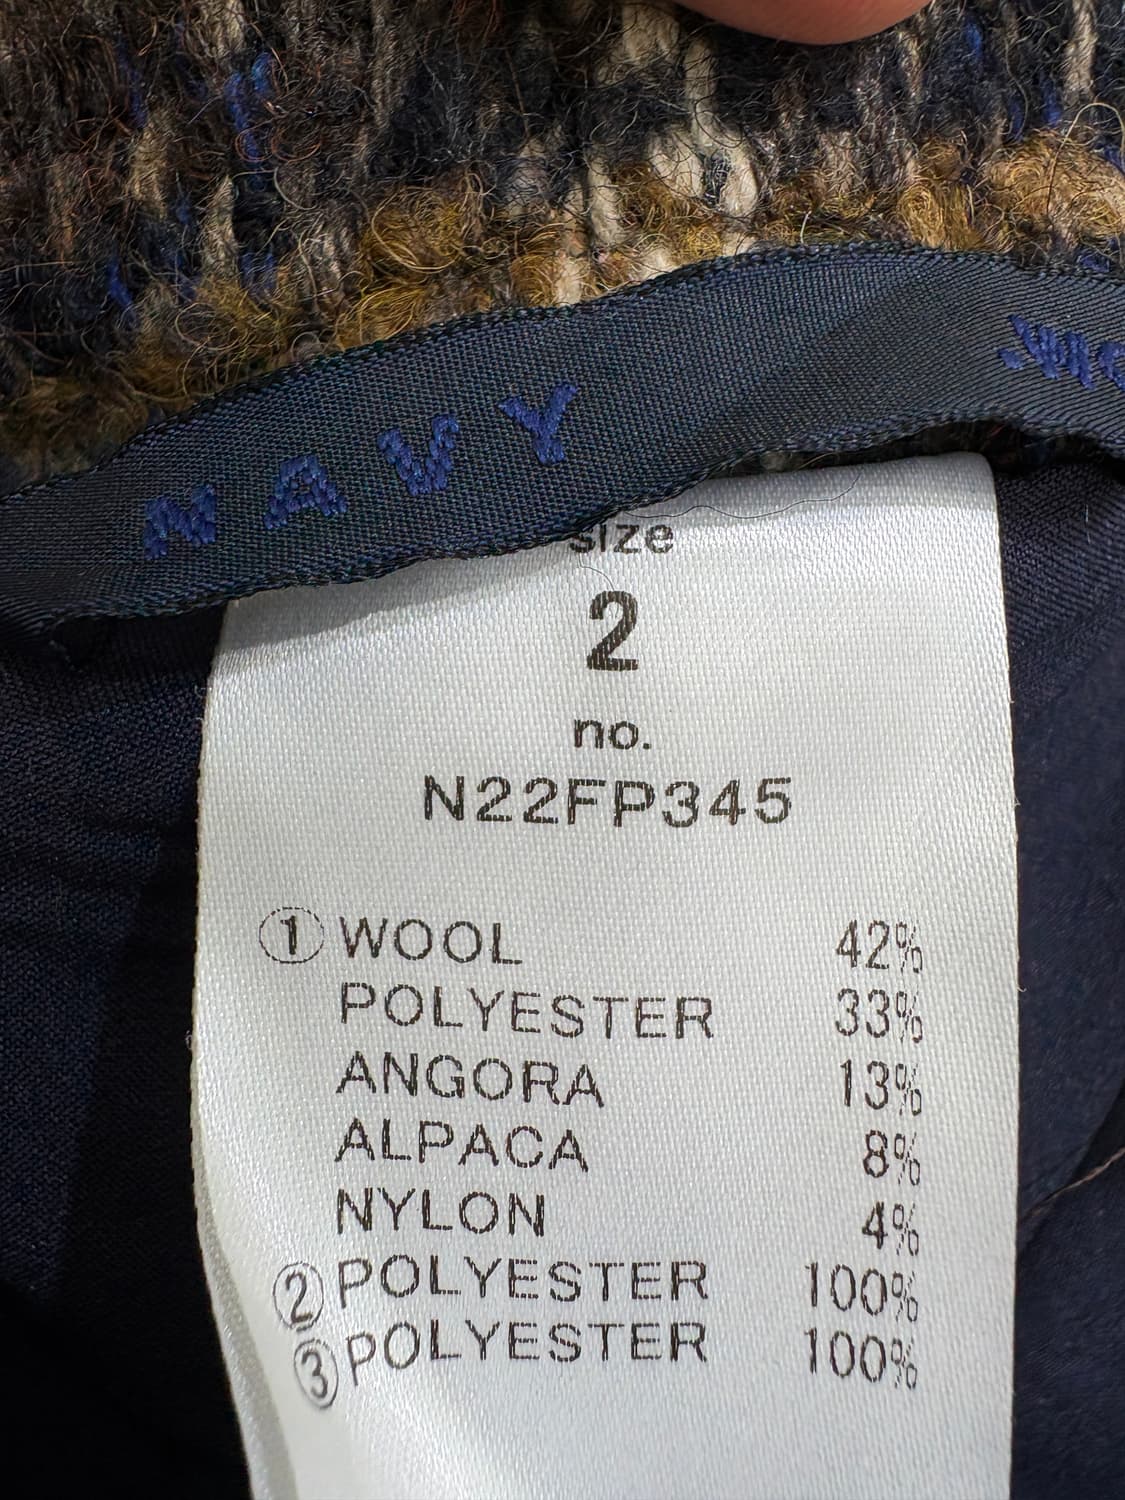 NAVY
size
2
no.
N22FP345
① WOOL 42%
POLYESTER 33%
ANGORA 13%
ALPACA 8%
NYLON 4%
② POLYESTER 100%
③ POLYESTER 100%